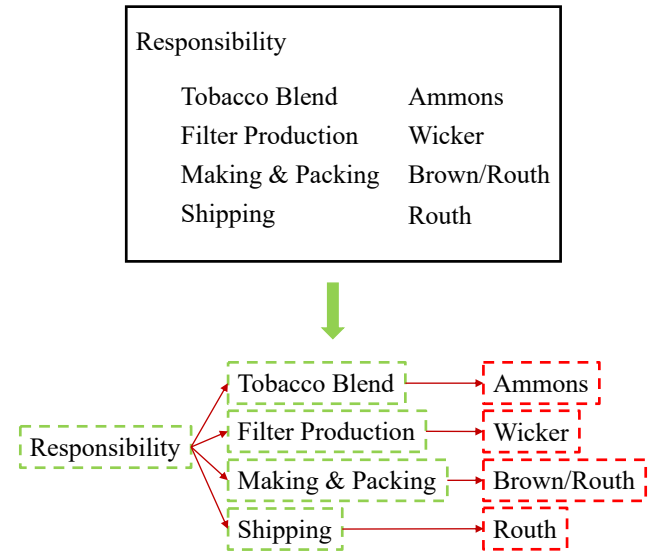 Responsibility
Tobacco Blend Ammons
Filter Production Wicker
Making & Packing Brown/Routh
Shipping Routh
Tobacco Blend Ammons
Filter Production Wicker
Responsibility
Making & Packing Brown/Routh
Shipping Routh